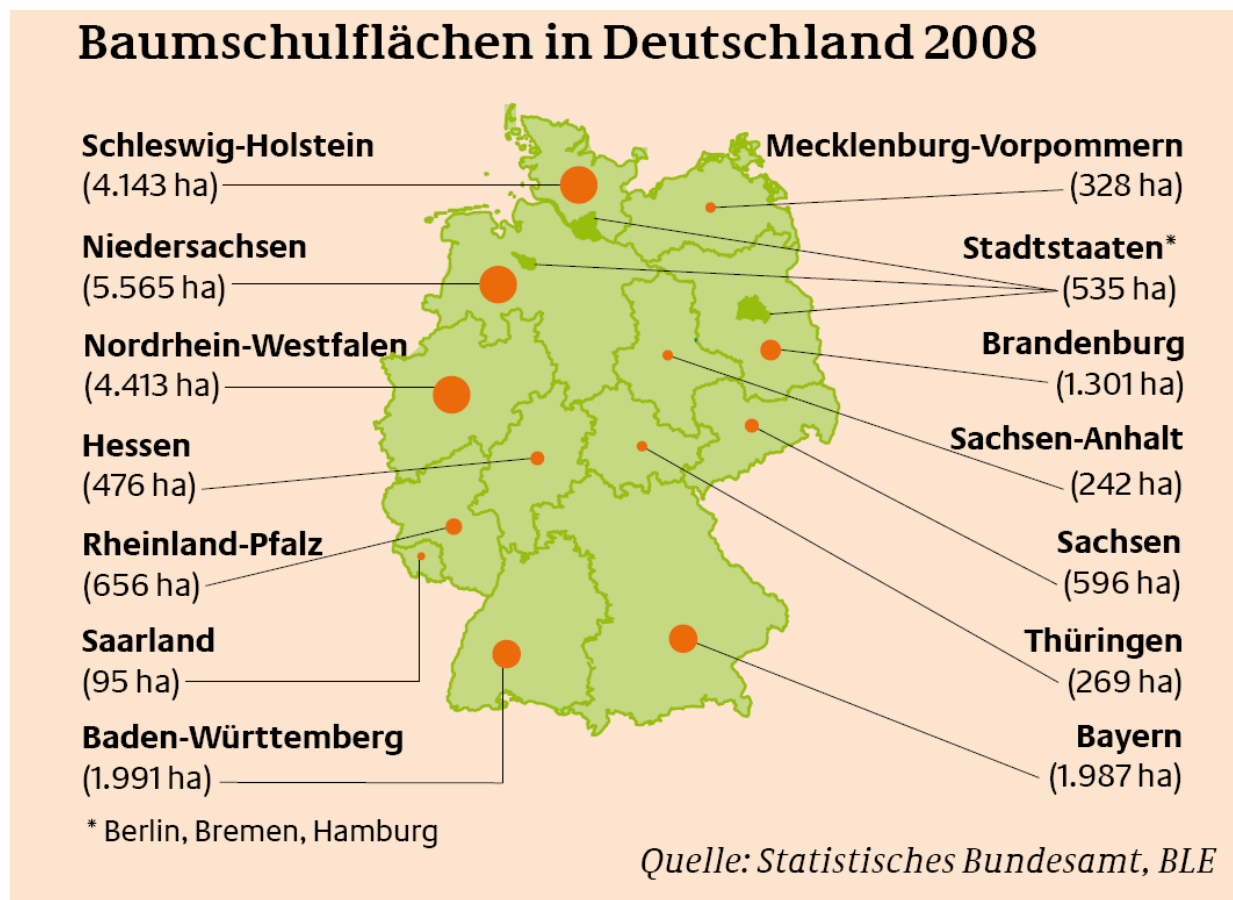 Baumschulflächen in Deutschland 2008
Schleswig-Holstein
(4.143 ha)
Niedersachsen
(5.565 ha)
Nordrhein-Westfalen
(4.413 ha)
Hessen
(476 ha)
Rheinland-Pfalz
(656 ha)
Saarland
(95 ha)
Baden-Württemberg
(1.991 ha)
* Berlin, Bremen, Hamburg
Mecklenburg-Vorpommern
(328 ha)
Stadtstaaten*
(535 ha)
Brandenburg
(1.301 ha)
Sachsen-Anhalt
(242 ha)
Sachsen
(596 ha)
Thüringen
(269 ha)
Bayern
(1.987 ha)
Quelle: Statistisches Bundesamt, BLE